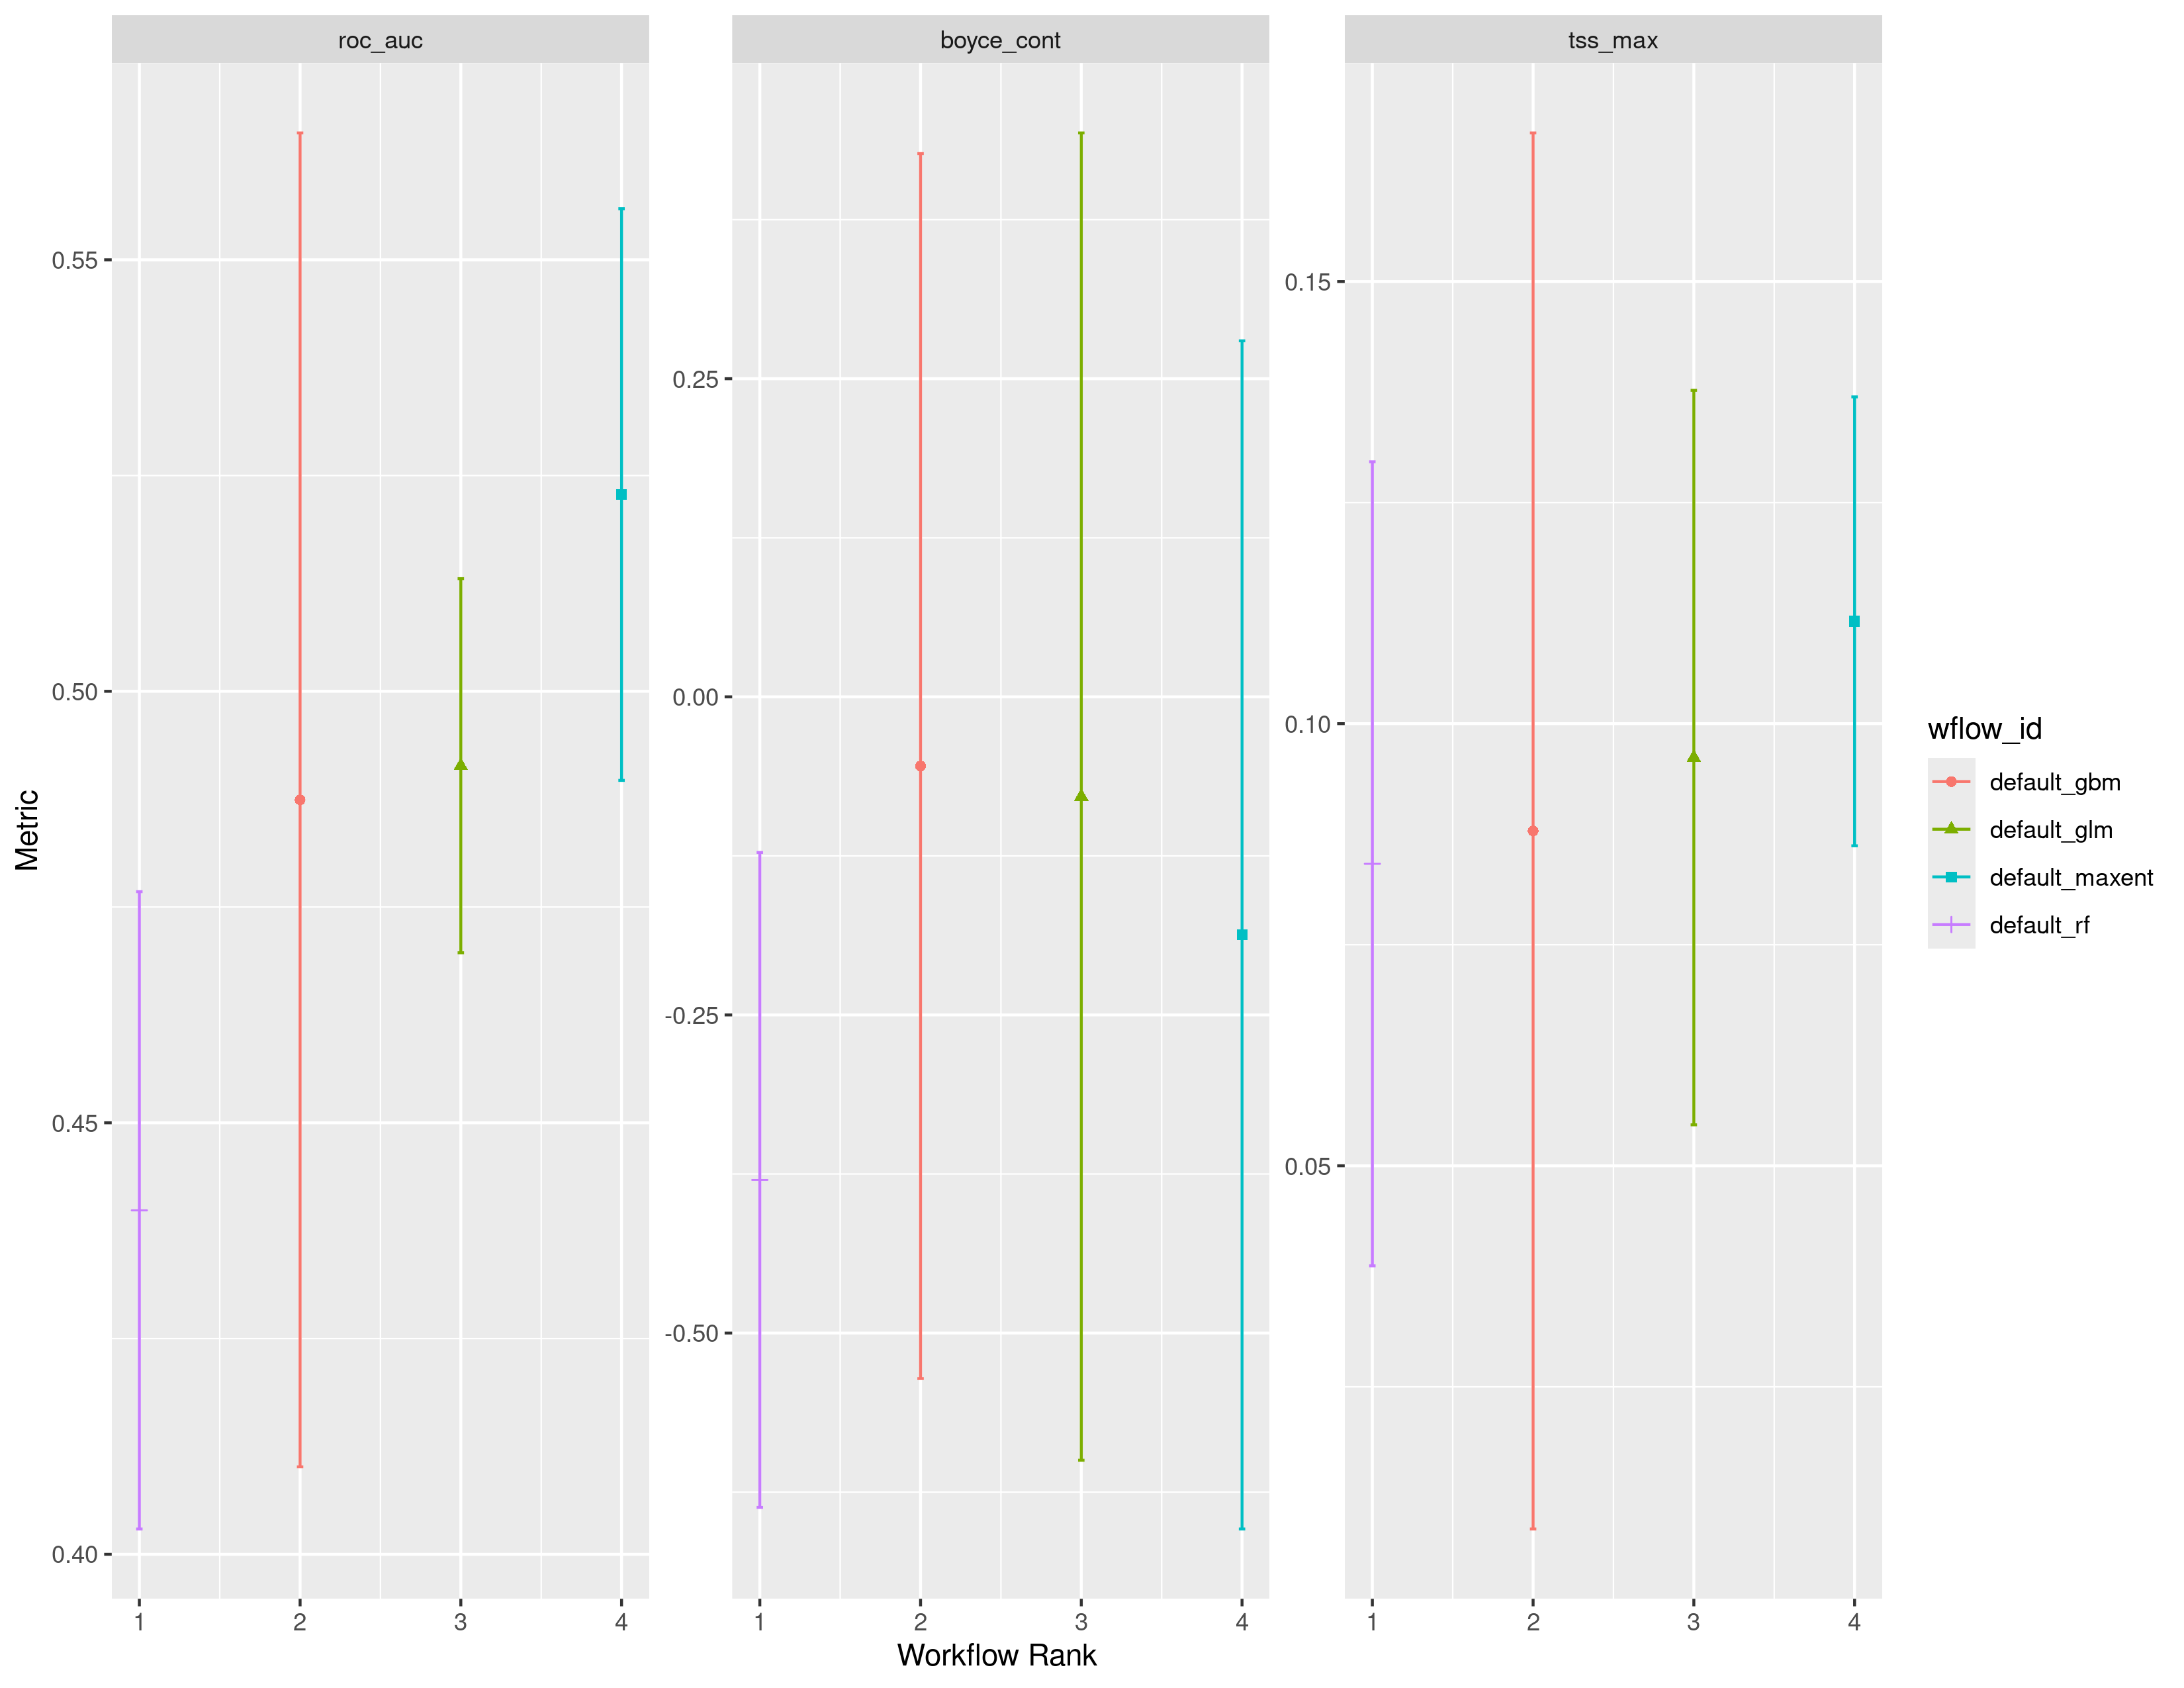 roc_auc boyce_cont tss_max
Metric
0.55
0.50
0.45
0.40
1 2 3 4
0.25
0.00
-0.25
-0.50
1 2 3 4
0.15
0.10
0.05
1 2 3 4
Workflow Rank
wflow_id
default_gbm
default_glm
default_maxent
default_rf